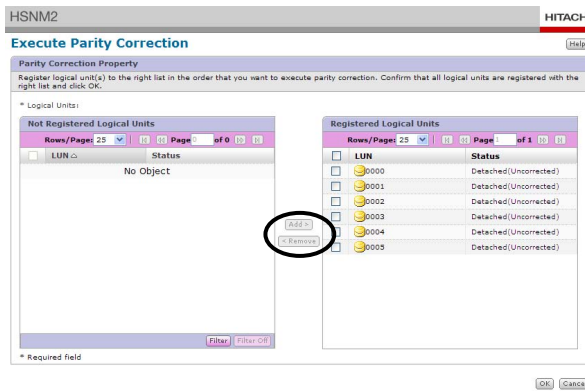 HSNM2
HITACH
Execute Parity Correction
Help
Parity Correction Property
Register logical unit(s) to the right list in the order that you want to execute parity correction. Confirm that all logical units are registered with the
right list and click OK.
* Logical Units:
Not Registered Logical Units
Rows/Page: 25 Page 0 of 0
LUN Status
No Object
Filter Filter Off
Add >
< Remove
Registered Logical Units
Rows/Page: 25 Page 1 of 1
LUN Status
0000 Detached(Uncorrected)
0001 Detached(Uncorrected)
0002 Detached(Uncorrected)
0003 Detached(Uncorrected)
0004 Detached(Uncorrected)
0005 Detached(Uncorrected)
* Required field
OK Cance